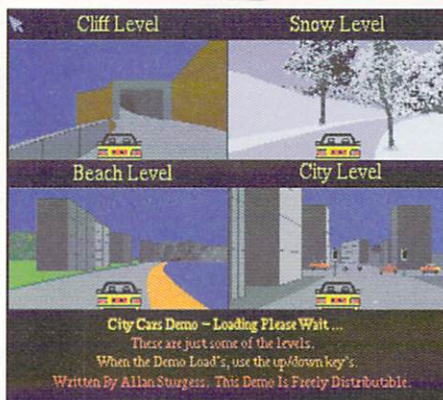 Cliff Level Snow Level
Beach Level City Level
City Cars Demo - Loading Please Wait ...
These are just some of the levels.
When the Demo Load's, use the up/down key's.
Written By Allan Sturgess. This Demo Is Freely Distributable.